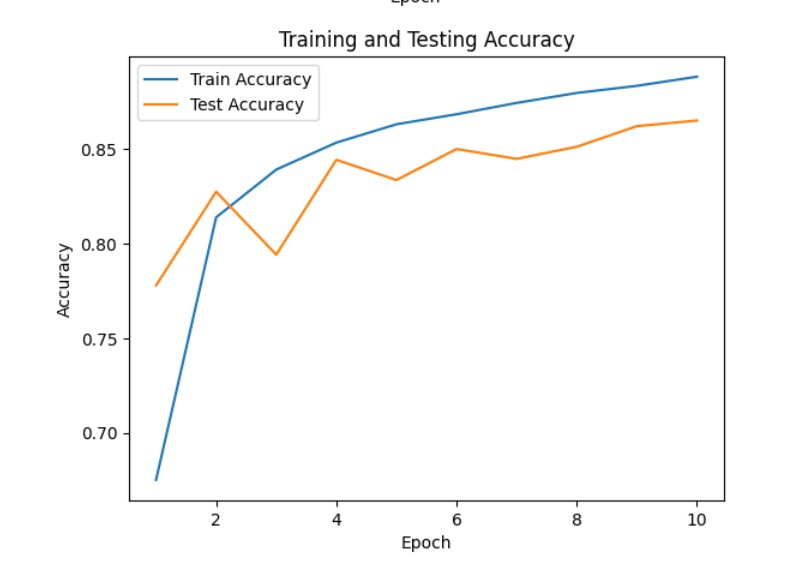 Epoch
Training and Testing Accuracy
Train Accuracy
Test Accuracy
0.85
0.80
0.75
0.70
Accuracy
2 4 6 8 10
Epoch